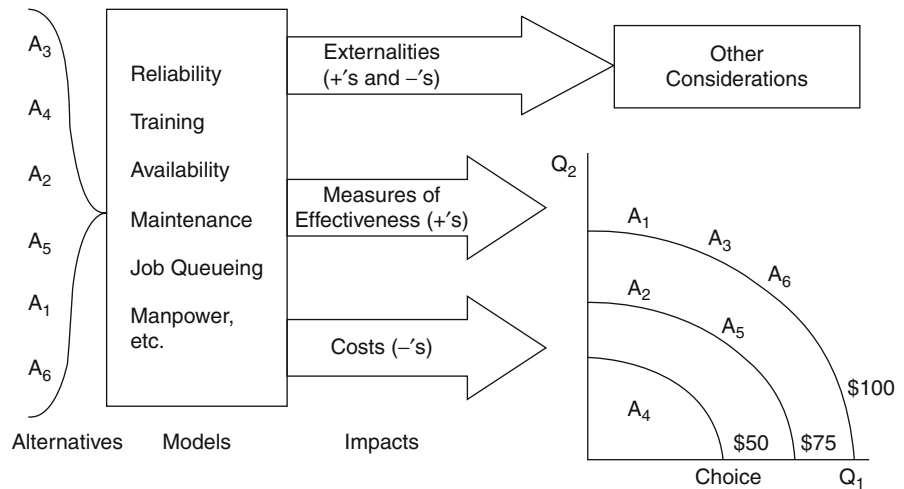 A₃
A₄
A₂
A₅
A₁
A₆
Alternatives
Reliability
Training
Availability
Maintenance
Job Queueing
Manpower,
etc.
Models
Externalities
(+′s and –′s)
Measures of
Effectiveness (+′s)
Costs (–′s)
Impacts
Other
Considerations
Q₂
A₁
A₃
A₆
A₂
A₅
A₄
$100
$50
$75
Choice
Q₁